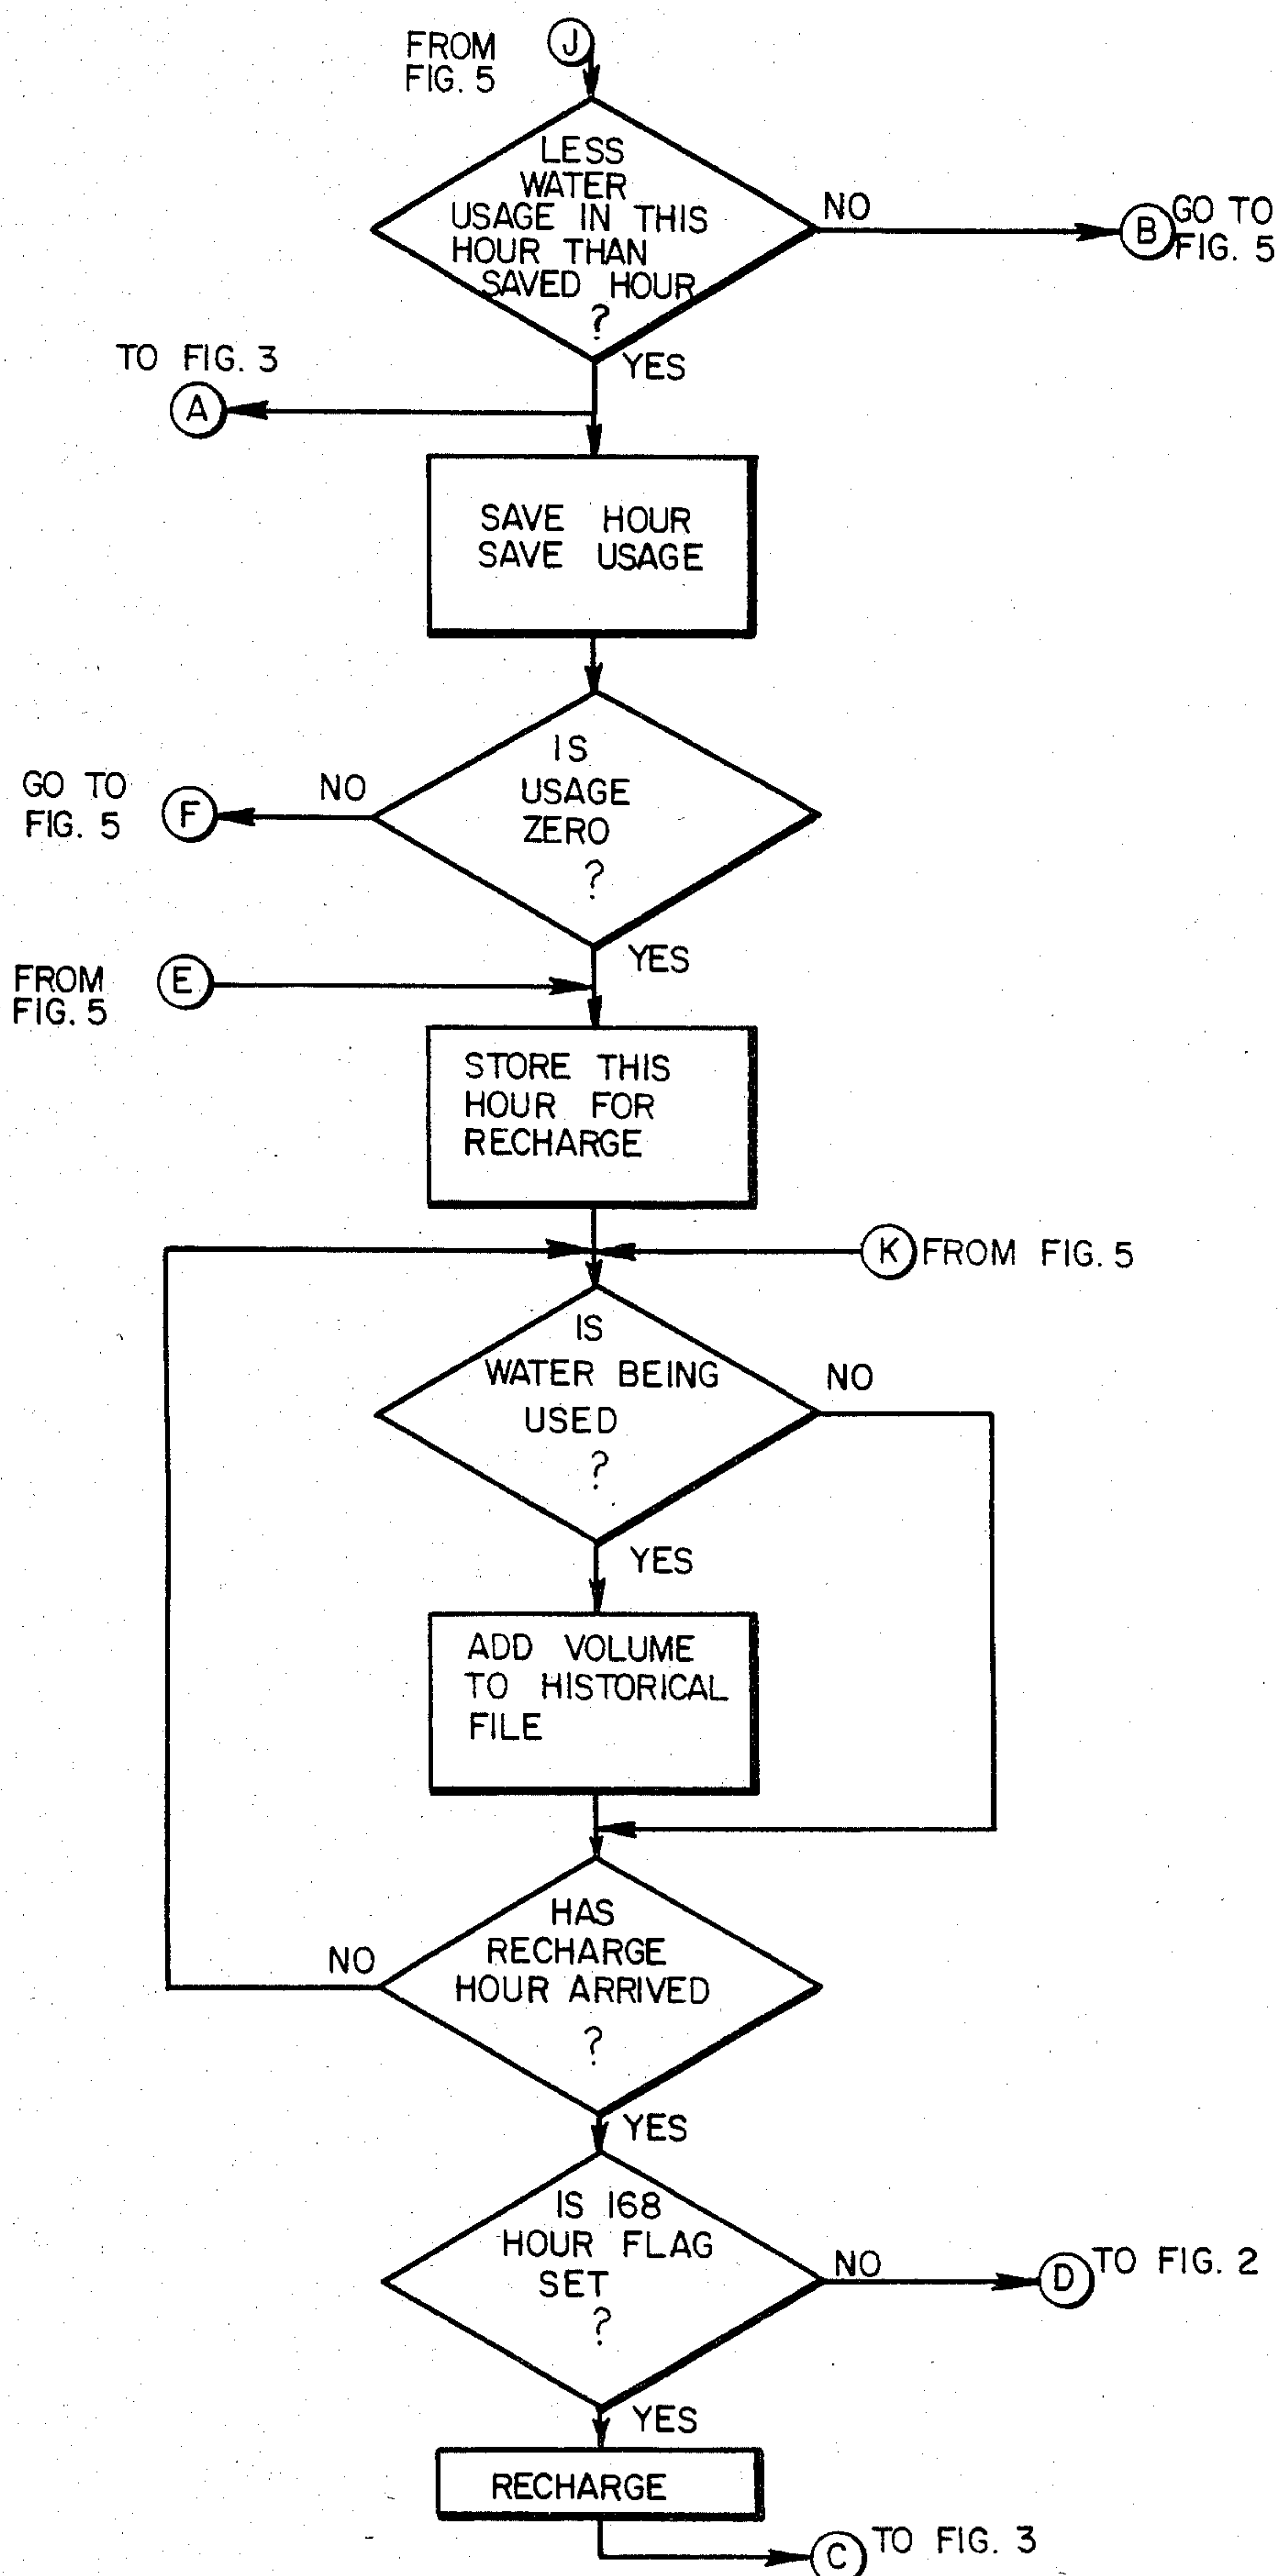 FROM
FIG. 5
J
LESS
WATER
USAGE IN THIS
HOUR THAN
SAVED HOUR
?
NO
B
GO TO
FIG. 5
YES
TO FIG. 3
A
SAVE HOUR
SAVE USAGE
IS
USAGE
ZERO
?
NO
F
GO TO
FIG. 5
YES
FROM
FIG. 5
E
STORE THIS
HOUR FOR
RECHARGE
K
FROM FIG. 5
IS
WATER BEING
USED
?
NO
YES
ADD VOLUME
TO HISTORICAL
FILE
HAS
RECHARGE
HOUR ARRIVED
?
NO
YES
IS 168
HOUR FLAG
SET
?
NO
D
TO FIG. 2
YES
RECHARGE
C
TO FIG. 3